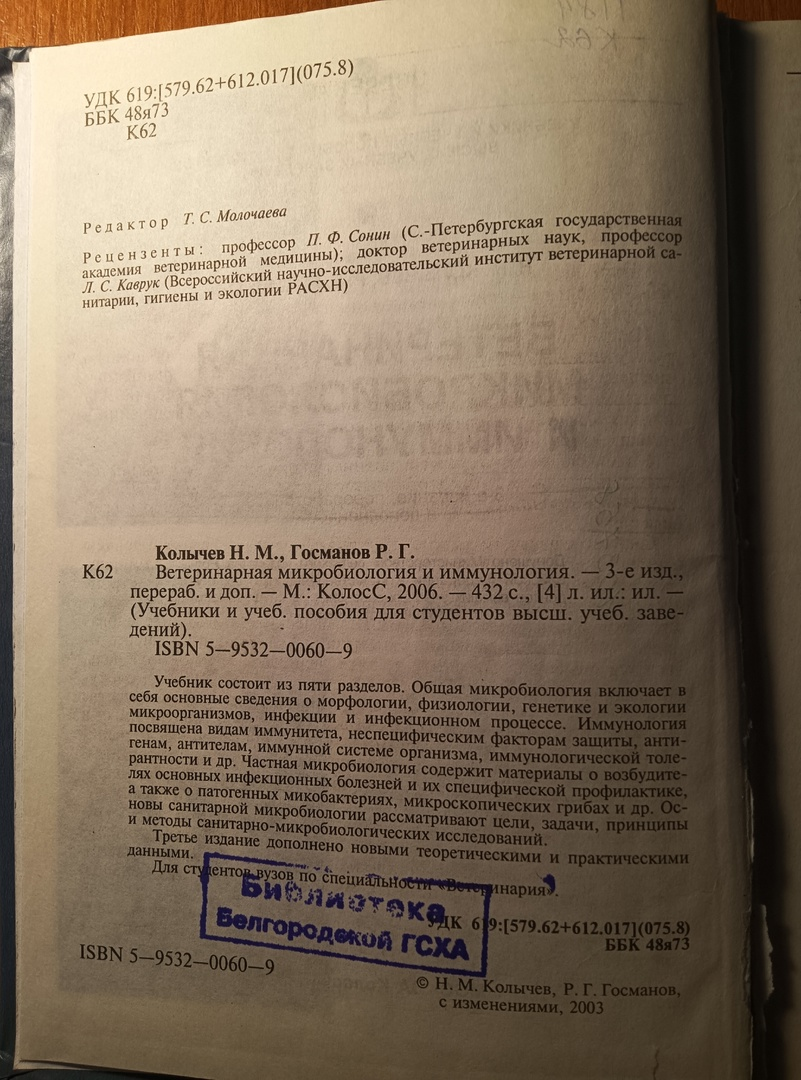 УДК 619:[579.62+612.017](075.8)
ББК 48я73
К62
Редактор Т. С. Молочаева
Рецензенты: профессор П. Ф. Сонин (С.-Петербургская государственная
академия ветеринарной медицины); доктор ветеринарных наук, профессор
Л. С. Каврук (Всероссийский научно-исследовательский институт ветеринарной са-
нитарии, гигиены и экологии РАСХН)
Колычев Н. М., Госманов Р. Г.
К62 Ветеринарная микробиология и иммунология. — 3-е изд.,
перераб. и доп. — М.: КолосС, 2006. — 432 с., [4] л. ил.: ил. —
(Учебники и учеб. пособия для студентов высш. учеб. заве-
дений).
ISBN 5—9532—0060—9
Учебник состоит из пяти разделов. Общая микробиология включает в
себя основные сведения о морфологии, физиологии, генетике и экологии
микроорганизмов, инфекции и инфекционном процессе. Иммунология
посвящена видам иммунитета, неспецифическим факторам защиты, анти-
генам, антителам, иммунной системе организма, иммунологической толе-
рантности и др. Частная микробиология содержит материалы о возбудите-
лях основных инфекционных болезней и их специфической профилактике,
а также о патогенных микобактериях, микроскопических грибах и др. Ос-
новы санитарной микробиологии рассматривают цели, задачи, принципы
и методы санитарно-микробиологических исследований.
Третье издание дополнено новыми теоретическими и практическими
данными.
Для студентов вузов по специальности «Ветеринария».
Библиотека
Белгородской ГСХА
УДК 619:[579.62+612.017](075.8)
ББК 48я73
ISBN 5—9532—0060—9
© Н. М. Колычев, Р. Г. Госманов,
с изменениями, 2003